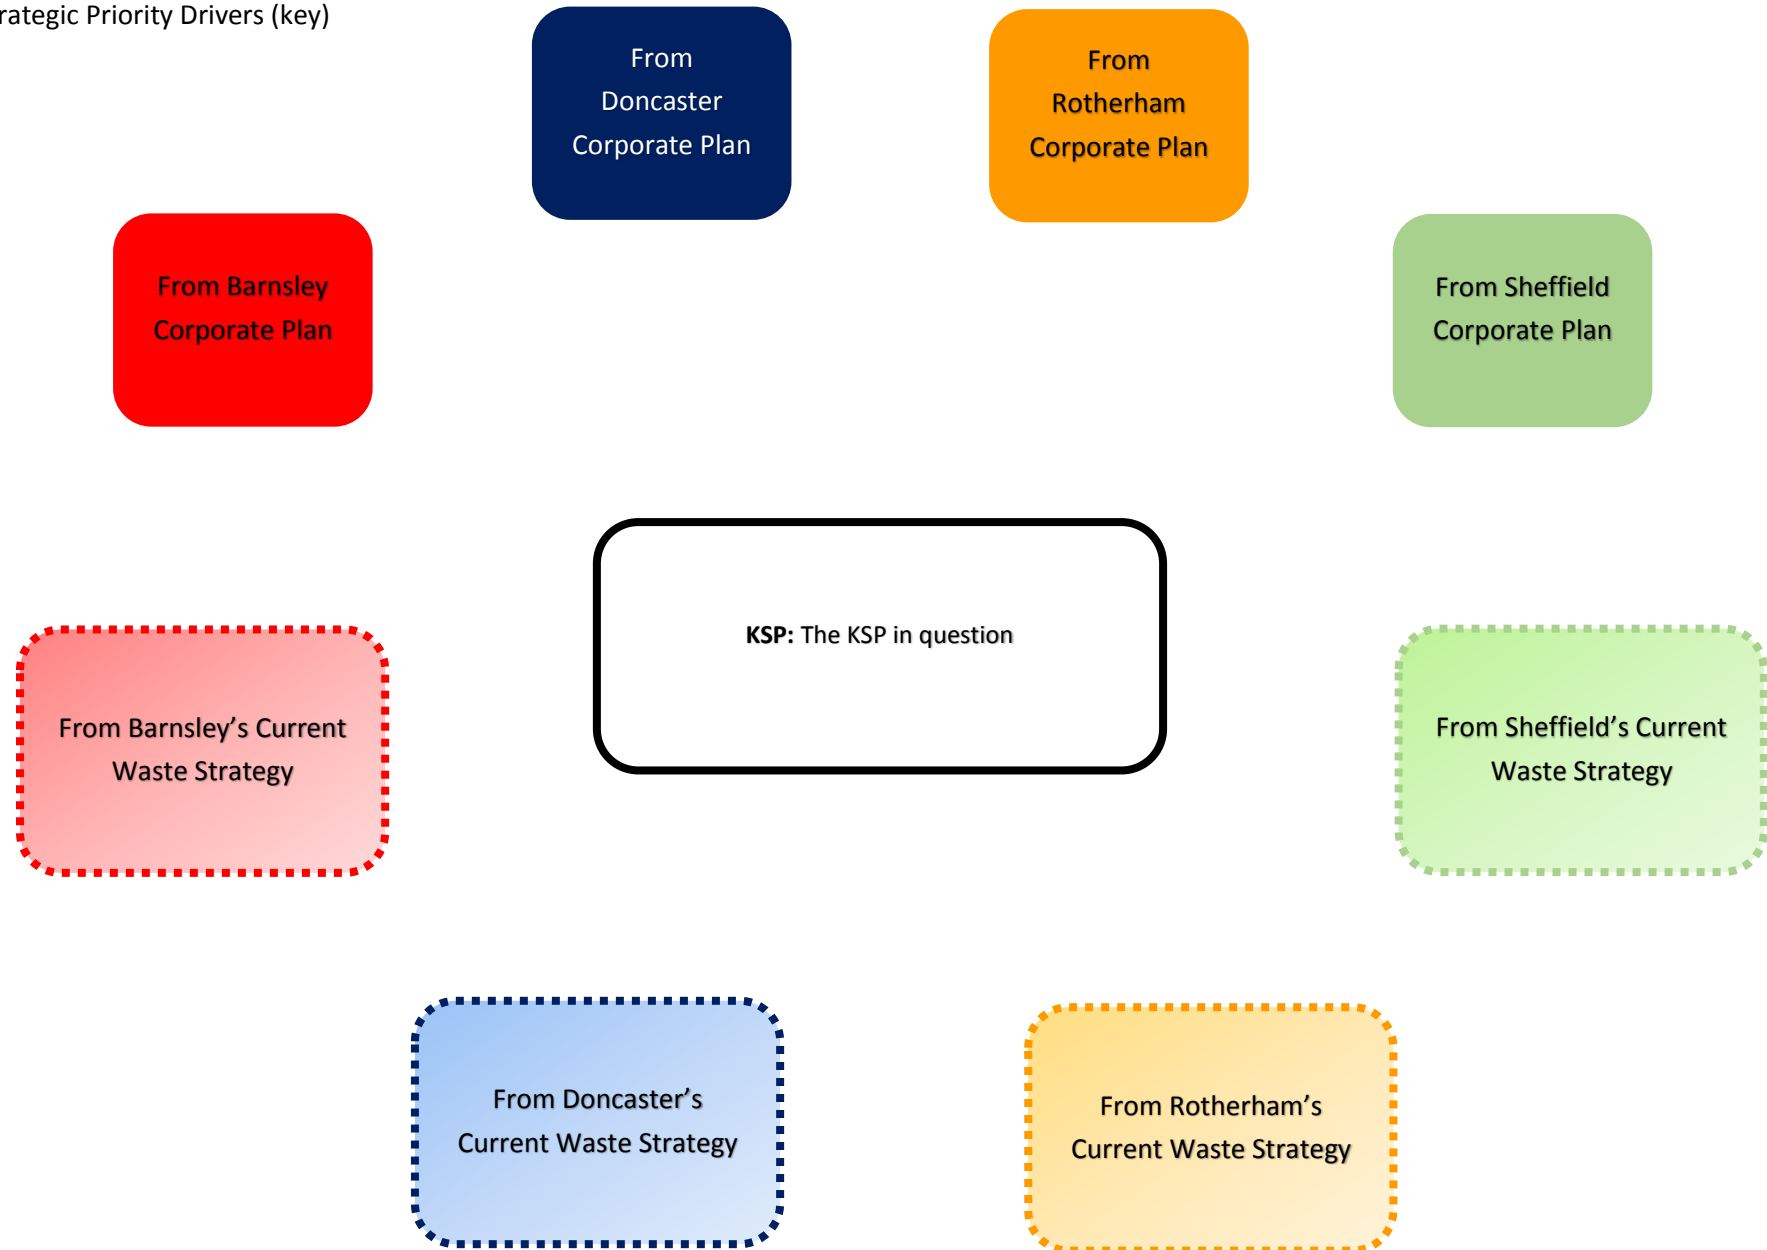 rategic Priority Drivers (key)
From
Doncaster
Corporate Plan
From
Rotherham
Corporate Plan
From Barnsley
Corporate Plan
From Sheffield
Corporate Plan
KSP: The KSP in question
From Barnsley’s Current
Waste Strategy
From Sheffield’s Current
Waste Strategy
From Doncaster’s
Current Waste Strategy
From Rotherham’s
Current Waste Strategy